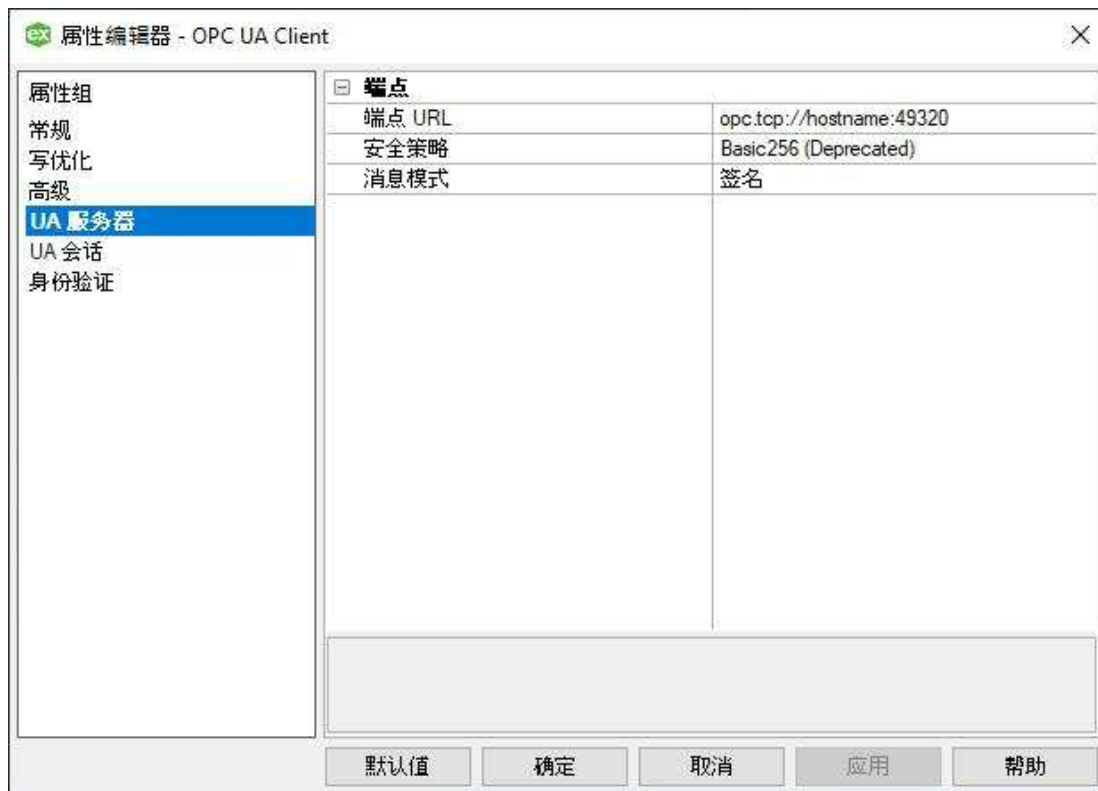 属性编辑器 - OPC UA Client
属性组
常规
写优化
高级
UA 服务器
UA 会话
身份验证
端点
端点 URL opc.tcp://hostname:49320
安全策略 Basic256 (Deprecated)
消息模式 签名
默认值 确定 取消 应用 帮助